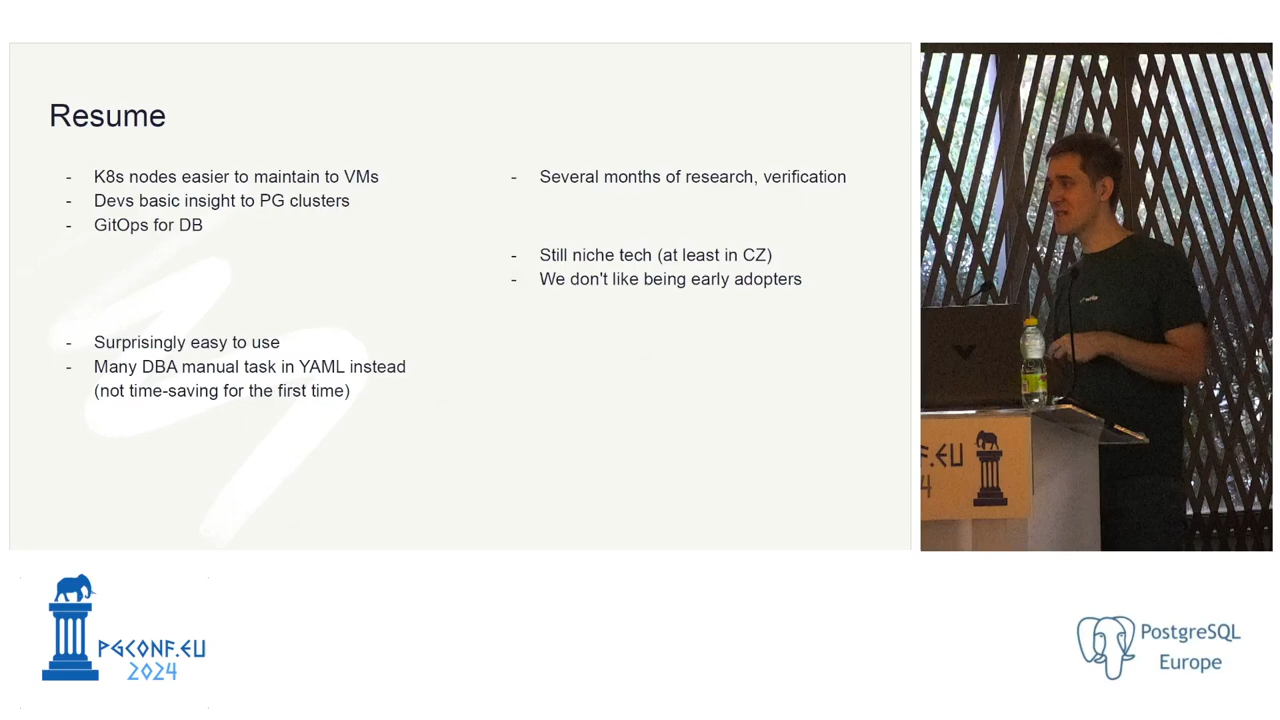 Resume
- K8s nodes easier to maintain to VMs
- Devs basic insight to PG clusters
- GitOps for DB
- Surprisingly easy to use
- Many DBA manual task in YAML instead
(not time-saving for the first time)
- Several months of research, verification
- Still niche tech (at least in CZ)
- We don't like being early adopters
F.EU
4
PGCONF.EU
2024
PostgreSQL
Europe